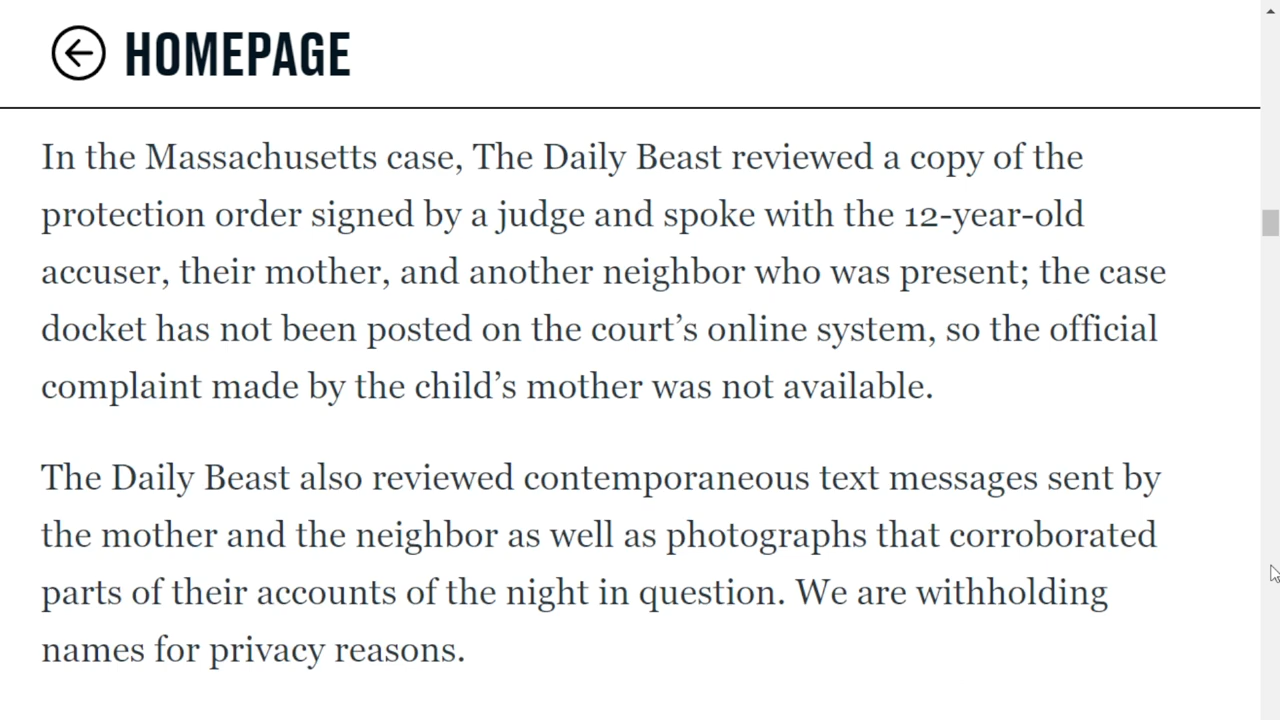 HOMEPAGE
In the Massachusetts case, The Daily Beast reviewed a copy of the
protection order signed by a judge and spoke with the 12-year-old
accuser, their mother, and another neighbor who was present; the case
docket has not been posted on the court’s online system, so the official
complaint made by the child’s mother was not available.
The Daily Beast also reviewed contemporaneous text messages sent by
the mother and the neighbor as well as photographs that corroborated
parts of their accounts of the night in question. We are withholding
names for privacy reasons.